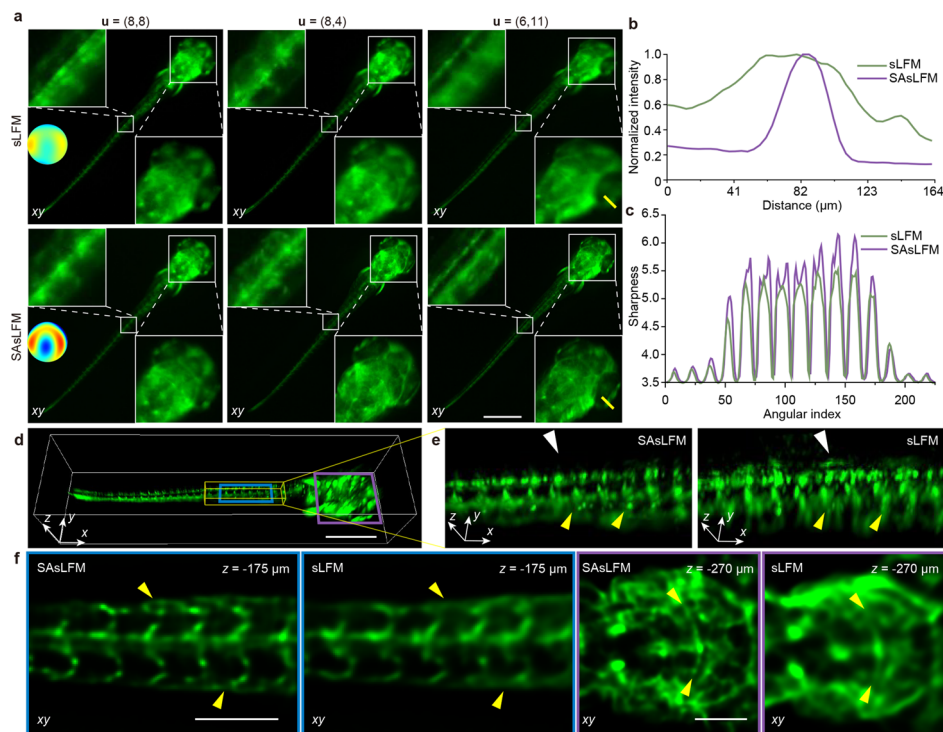 a
u = (8,8)
u = (8,4)
u = (6,11)
sLFM
xy
xy
xy
SAsLFM
xy
xy
xy
b
Normalized intensity
1.0
0.8
0.6
0.4
0.2
0
0
41
82
123
164
Distance (µm)
sLFM
SAsLFM
c
Sharpness
6.5
6.0
5.5
5.0
4.5
4.0
3.5
0
50
100
150
200
Angular index
sLFM
SAsLFM
d
z
y
x
e
SAsLFM
z
y
x
sLFM
z
y
x
f
SAsLFM
z = -175 µm
xy
sLFM
z = -175 µm
xy
SAsLFM
z = -270 µm
xy
sLFM
z = -270 µm
xy